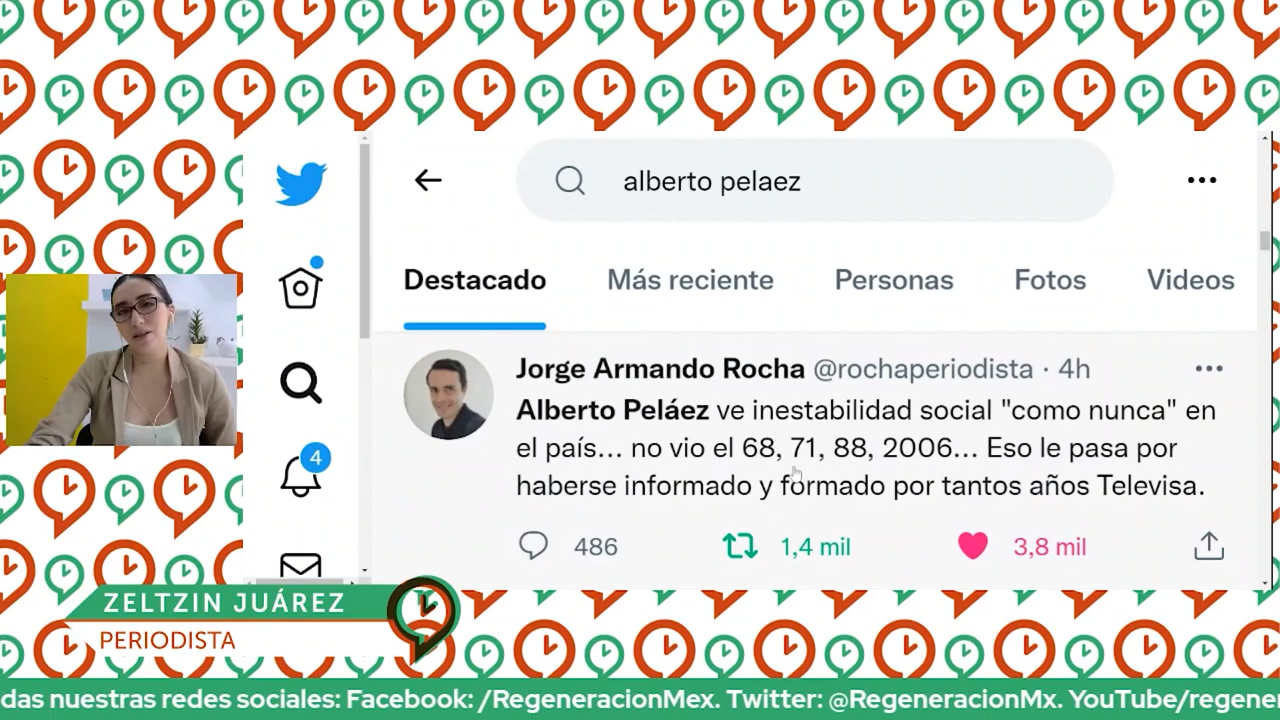 alberto pelaez
Destacado Más reciente Personas Fotos Videos
Jorge Armando Rocha @rochaperiodista · 4h
Alberto Peláez ve inestabilidad social "como nunca" en
el país... no vio el 68, 71, 88, 2006... Eso le pasa por
haberse informado y formado por tantos años Televisa.
486 1,4 mil 3,8 mil
4
ZELTZIN JUÁREZ
PERIODISTA
das nuestras redes sociales: Facebook: /RegeneracionMex. Twitter: @RegeneracionMx. YouTube/regene